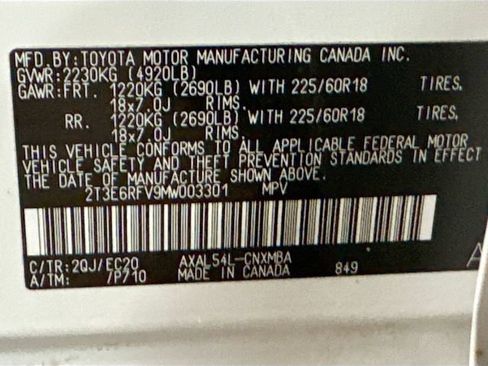 MFD.BY:TOYOTA MOTOR MANUFACTURING CANADA INC.
GVWR:2230KG (4920LB)
GAWR:FRT. 1220KG (2690LB) WITH 225/60R18 TIRES,
18x7.0J RIMS.
RR. 1220KG (2690LB) WITH 225/60R18 TIRES,
18x7.0J RIMS.
THIS VEHICLE CONFORMS TO ALL APPLICABLE FEDERAL MOTOR
VEHICLE SAFETY AND THEFT PREVENTION STANDARDS IN EFFECT
THE DATE OF MANUFACTURE SHOWN ABOVE.
2T3E6RFV9MW003301 MPV
C/TR:20J/EC20 AXAL54L-CNXMBA
A/TM: /P710 MADE IN CANADA 849
A